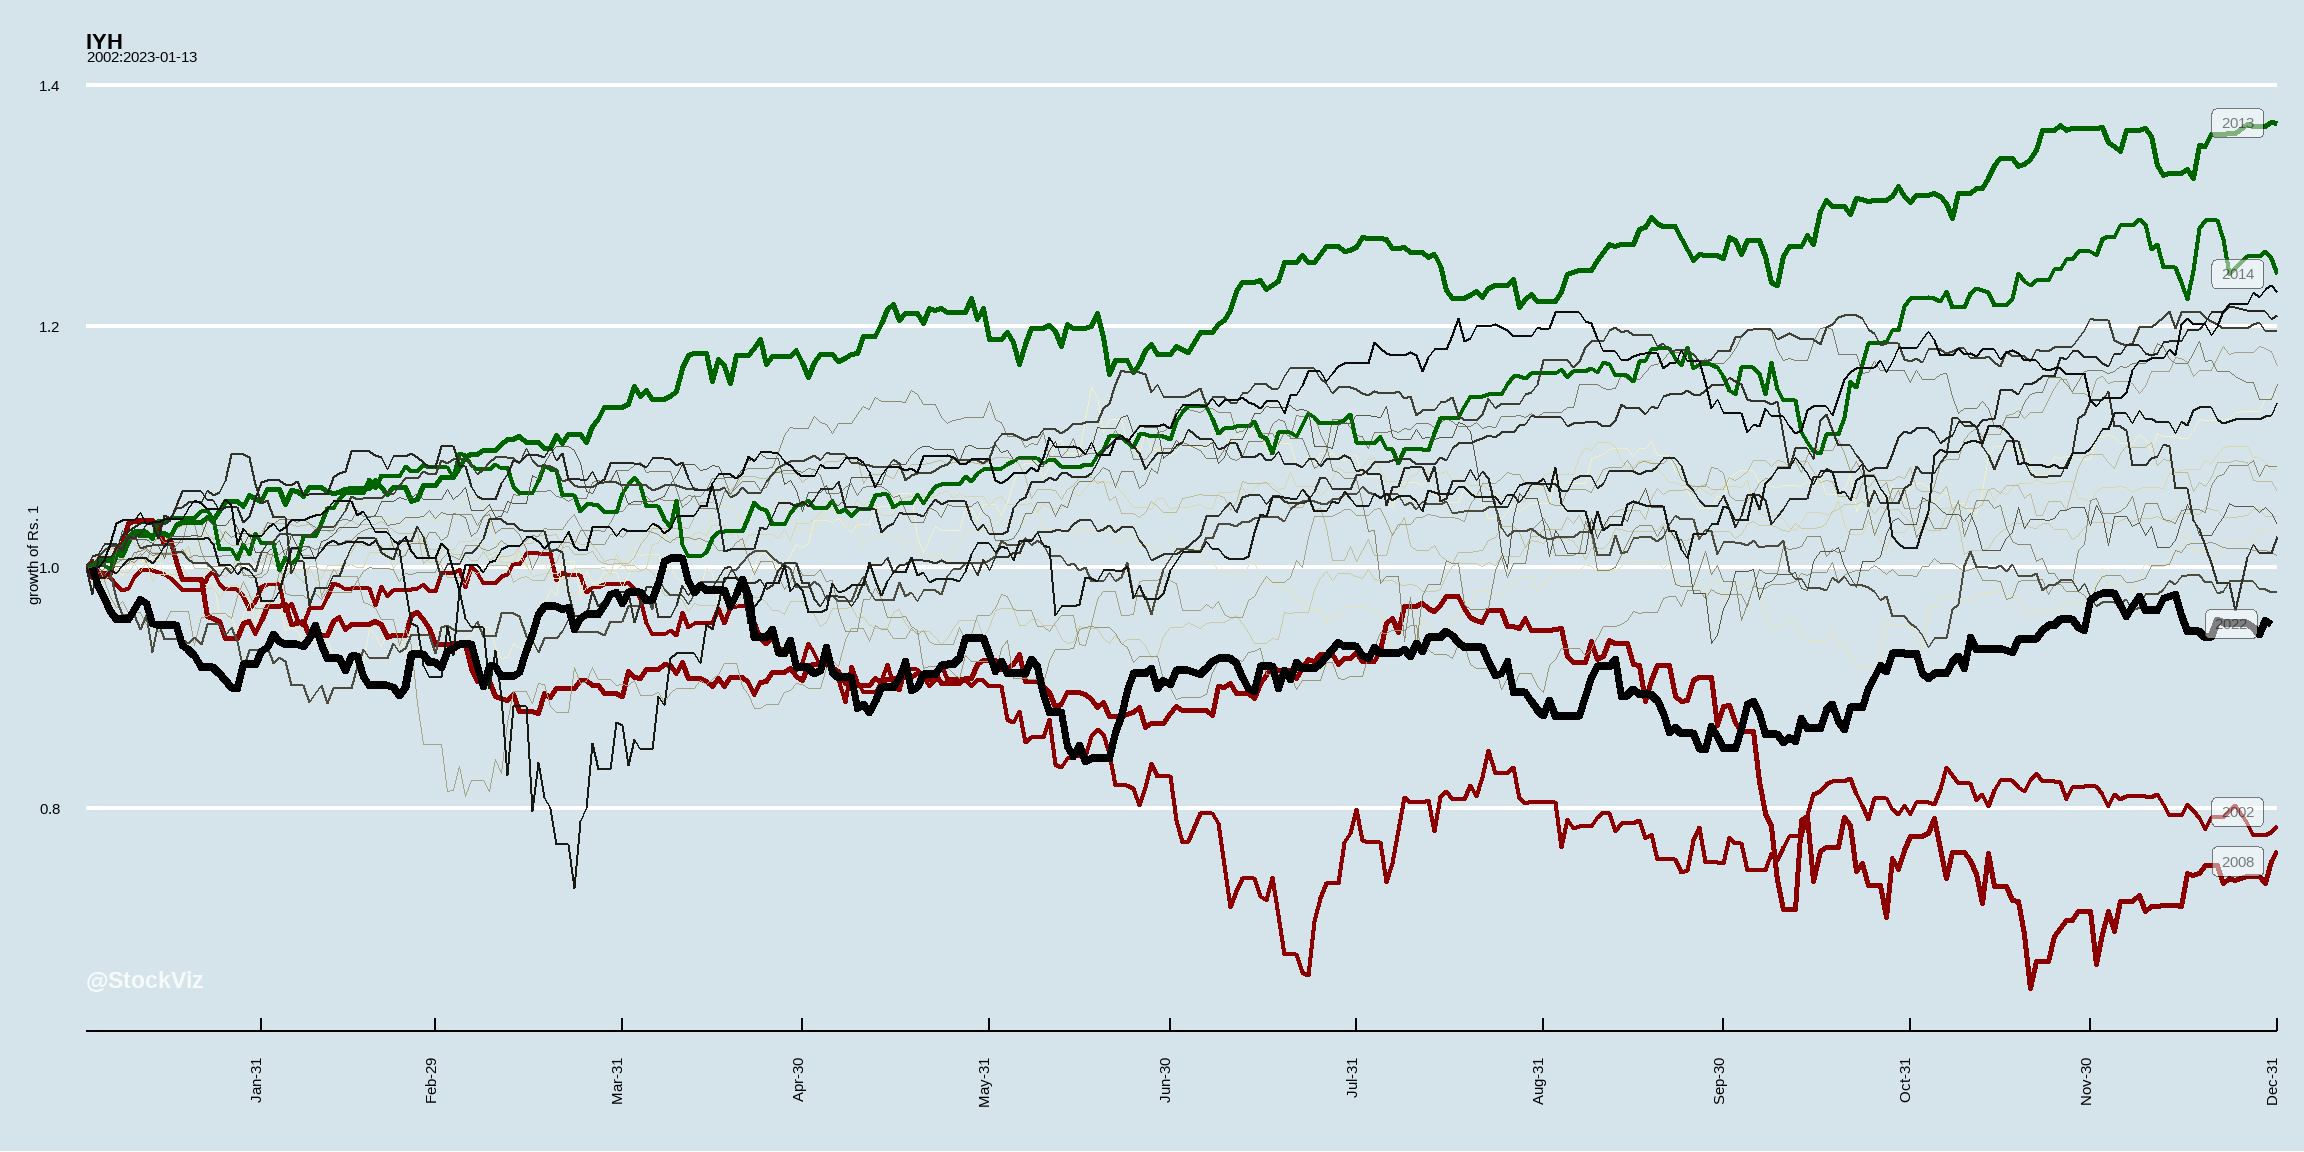 IYH
2002:2023-01-13
1.4
1.2
1.0
0.8
growth of Rs. 1
2013
2014
2022
2002
2008
@StockViz
Jan-31
Feb-29
Mar-31
Apr-30
May-31
Jun-30
Jul-31
Aug-31
Sep-30
Oct-31
Nov-30
Dec-31